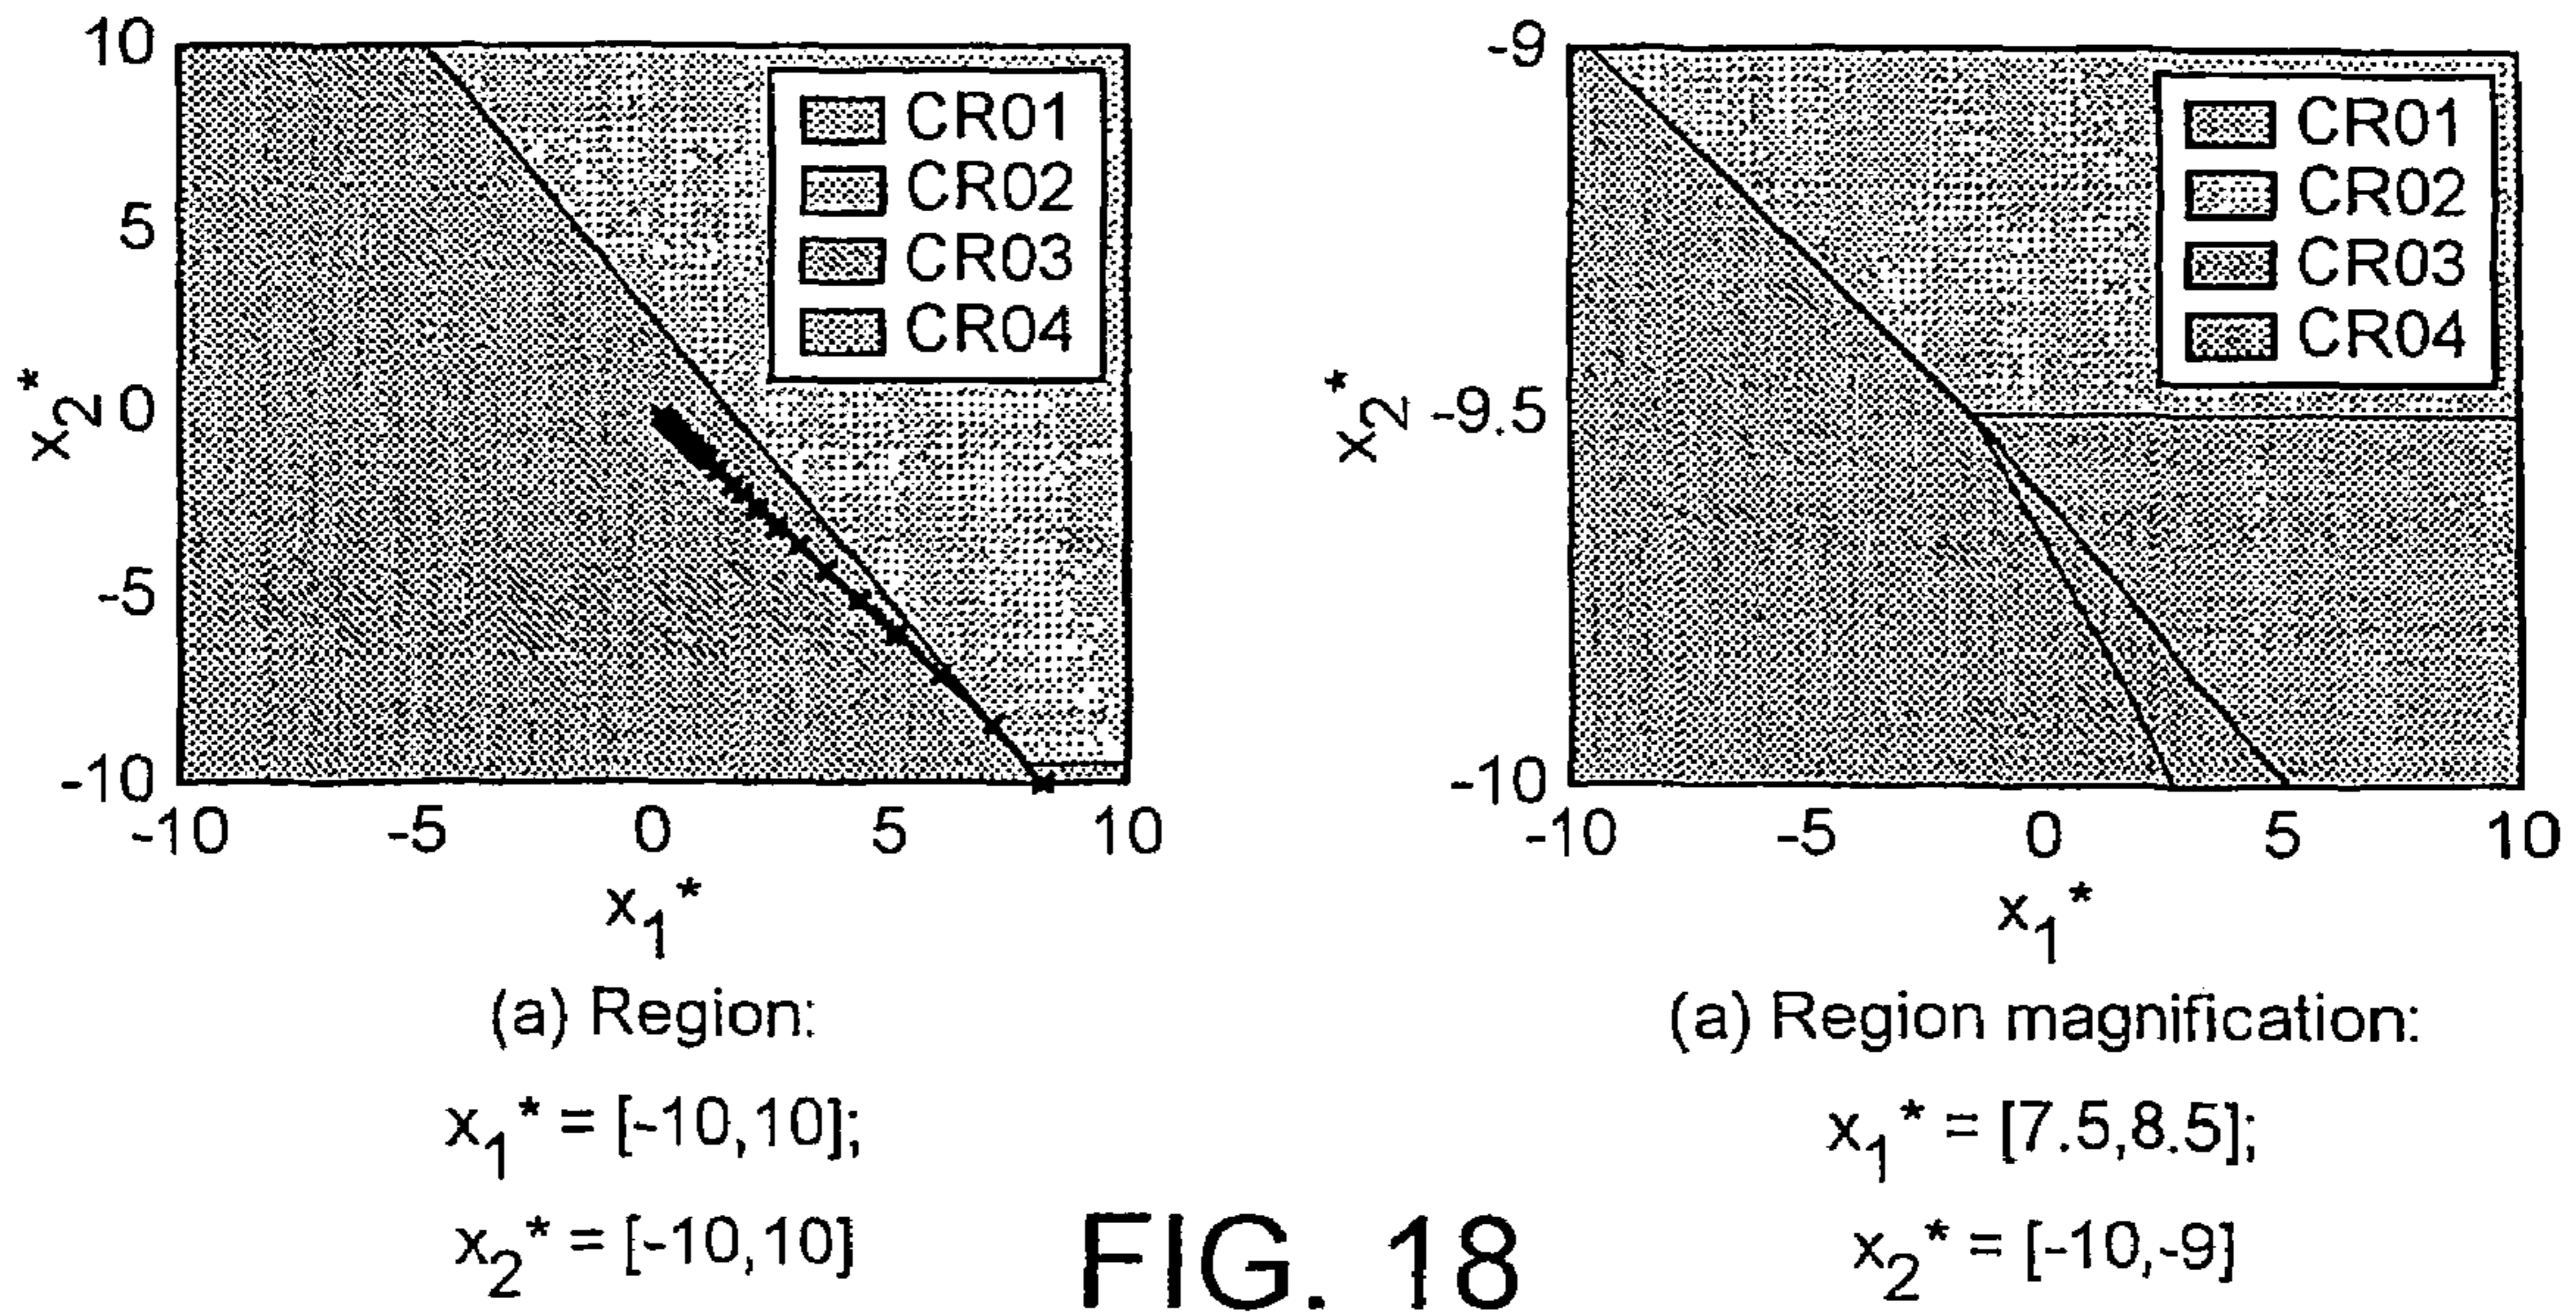 10
5
0
-5
-10
x2*
-10 -5 0 5 10
x1*
CR01
CR02
CR03
CR04
(a) Region:
x1* = [-10,10];
x2* = [-10,10]
-9
-9.5
-10
x2*
-10 -5 0 5 10
x1*
CR01
CR02
CR03
CR04
(a) Region magnification:
x1* = [7.5,8.5];
x2* = [-10,-9]
FIG. 18